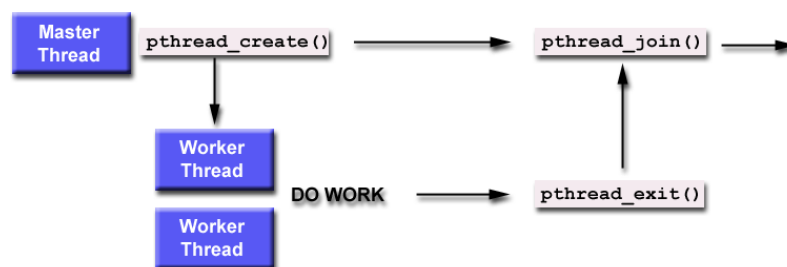 Master
Thread
pthread_create()
pthread_join()
Worker
Thread
DO WORK
pthread_exit()
Worker
Thread